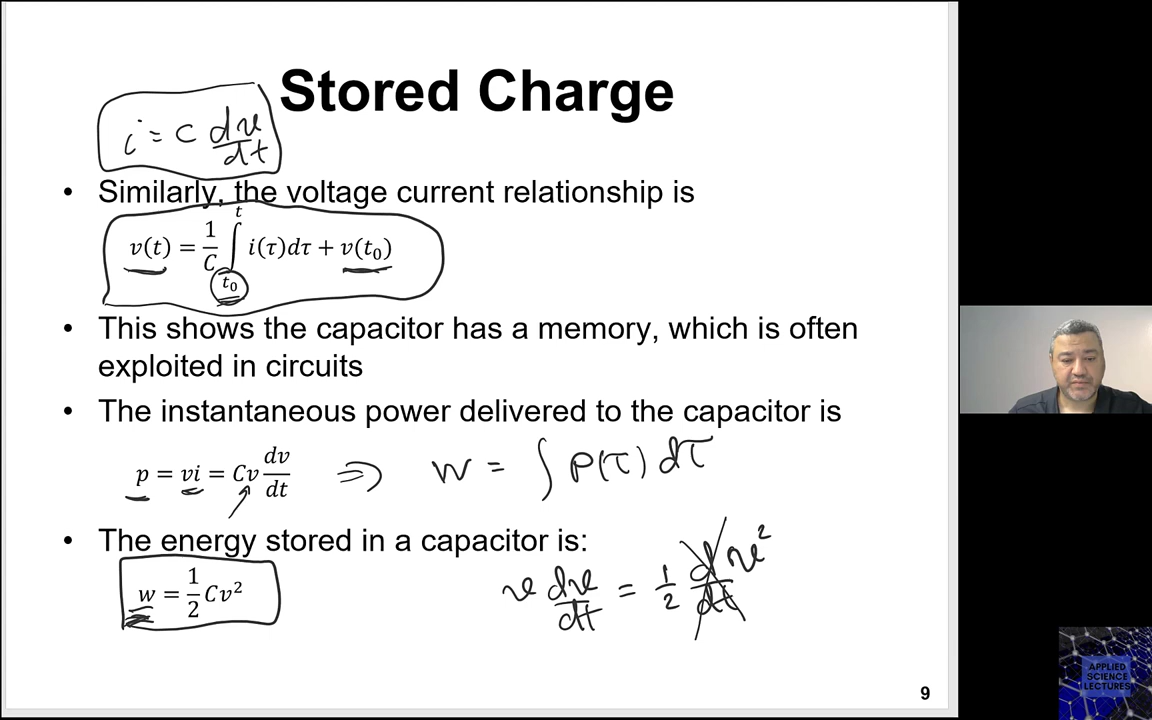 Stored Charge
i = C dv/dt
• Similarly, the voltage current relationship is
v(t) = 1/C ∫_{t₀}^{t} i(τ)dτ + v(t₀)
• This shows the capacitor has a memory, which is often
exploited in circuits
• The instantaneous power delivered to the capacitor is
p = vi = Cv dv/dt ⇒ W = ∫ P(τ) dτ
• The energy stored in a capacitor is:
w = 1/2 Cv²
v dv/dt = 1/2 d/dt v²
9
APPLIED
SCIENCE
LECTURES